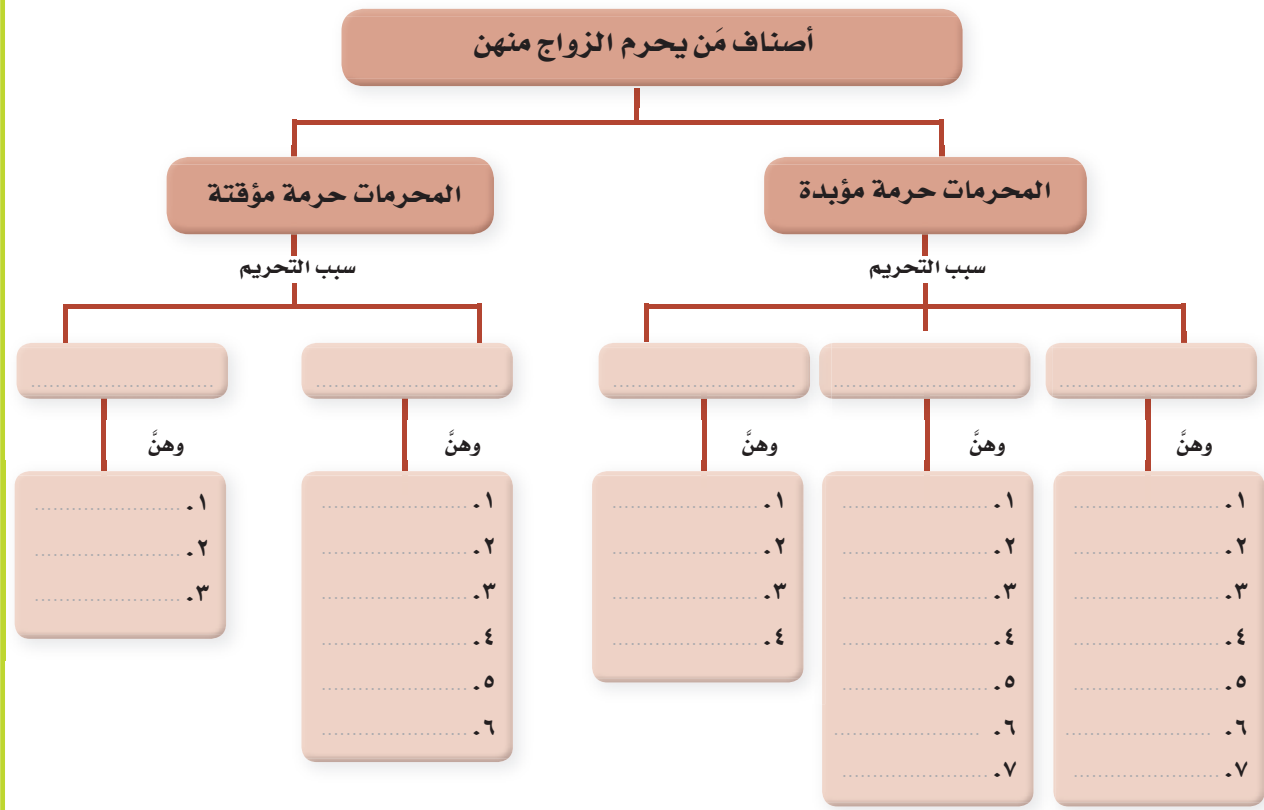 أصناف مَن يحرم الزواج منهن
المحرمات حرمة مؤبدة
المحرمات حرمة مؤقتة
سبب التحريم
سبب التحريم
وهنَّ
وهنَّ
وهنَّ
وهنَّ
وهنَّ
١.
٢.
٣.
٤.
٥.
٦.
٧.
١.
٢.
٣.
٤.
٥.
٦.
٧.
١.
٢.
٣.
٤.
١.
٢.
٣.
٤.
٥.
٦.
١.
٢.
٣.